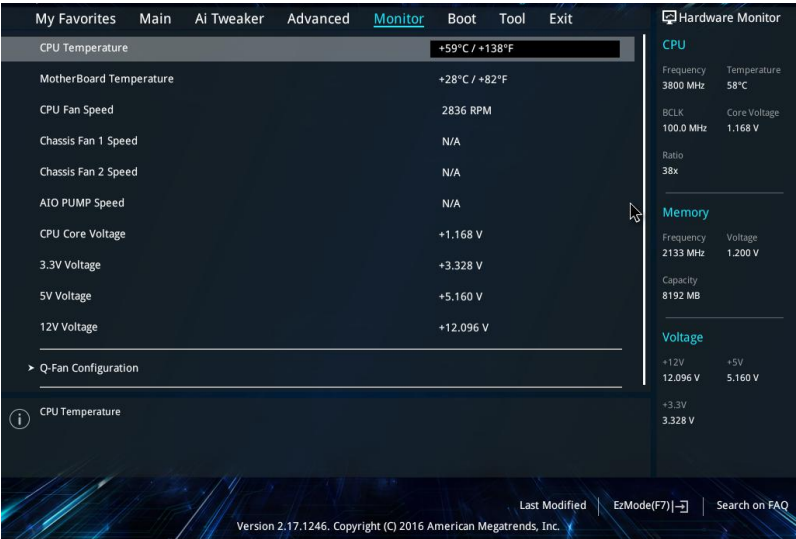 My Favorites Main Ai Tweaker Advanced Monitor Boot Tool Exit
CPU Temperature +59°C / +138°F
MotherBoard Temperature +28°C / +82°F
CPU Fan Speed 2836 RPM
Chassis Fan 1 Speed N/A
Chassis Fan 2 Speed N/A
AIO PUMP Speed N/A
CPU Core Voltage +1.168 V
3.3V Voltage +3.328 V
5V Voltage +5.160 V
12V Voltage +12.096 V
Q-Fan Configuration
CPU Temperature
Hardware Monitor
CPU
Frequency Temperature
3800 MHz 58°C
BCLK Core Voltage
100.0 MHz 1.168 V
Ratio
38x
Memory
Frequency Voltage
2133 MHz 1.200 V
Capacity
8192 MB
Voltage
+12V +5V
12.096 V 5.160 V
+3.3V
3.328 V
Last Modified EzMode(F7) Search on FAQ
Version 2.17.1246. Copyright (C) 2016 American Megatrends, Inc.